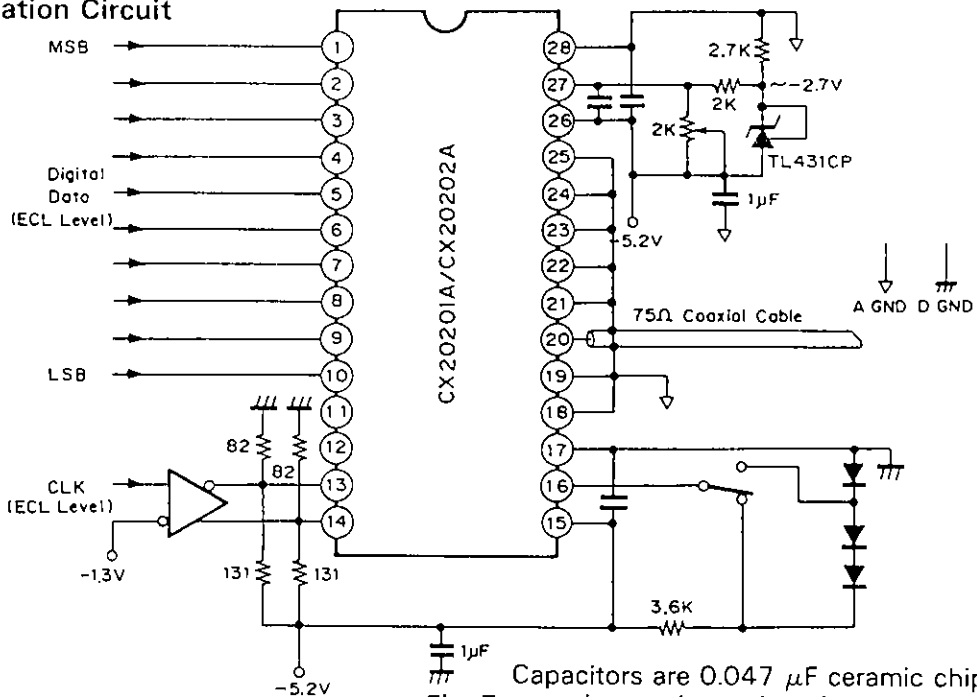 ation Circuit
MSB
Digital
Data
(ECL Level)
LSB
CLK
(ECL Level)
-1.3V
82
82
131
131
-5.2V
1µF
1
2
3
4
5
6
7
8
9
10
11
12
13
14
CX20201A/CX20202A
28
27
26
25
24
23
22
21
20
19
18
17
16
15
2.7K
2K
~-2.7V
2K
TL431CP
1µF
-5.2V
A GND D GND
75Ω Coaxial Cable
3.6K
Capacitors are 0.047 µF ceramic chip